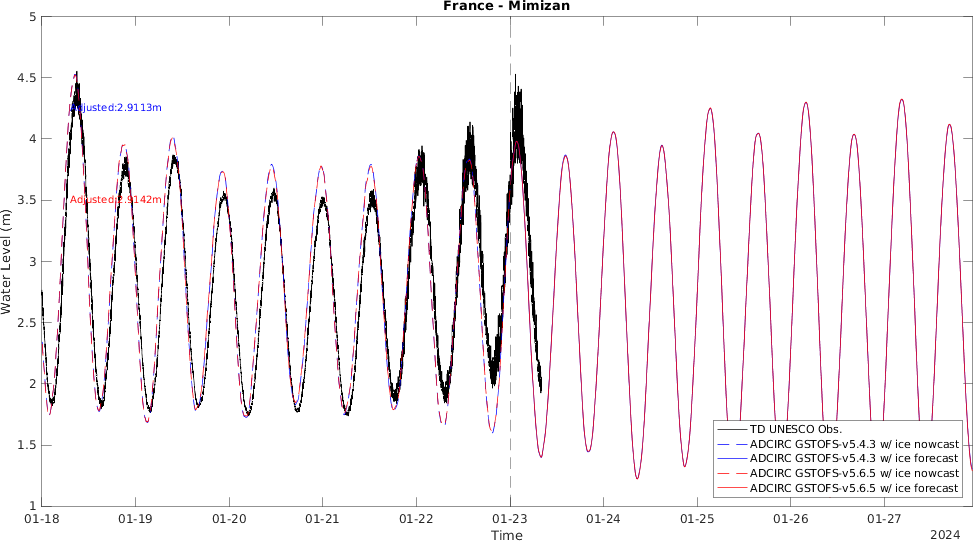 France - Mimizan
5
4.5
4
3.5
3
2.5
2
1.5
1
Water Level (m)
Adjusted:2.9113m
Adjusted:2.9142m
TD UNESCO Obs.
ADCIRC GSTOFS-v5.4.3 w/ ice nowcast
ADCIRC GSTOFS-v5.4.3 w/ ice forecast
ADCIRC GSTOFS-v5.6.5 w/ ice nowcast
ADCIRC GSTOFS-v5.6.5 w/ ice forecast
01-18 01-19 01-20 01-21 01-22 01-23 01-24 01-25 01-26 01-27
Time
2024